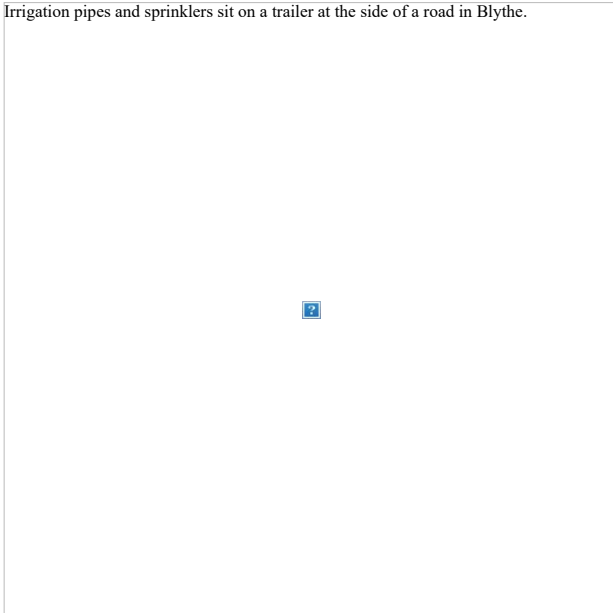 Irrigation pipes and sprinklers sit on a trailer at the side of a road in Blythe.